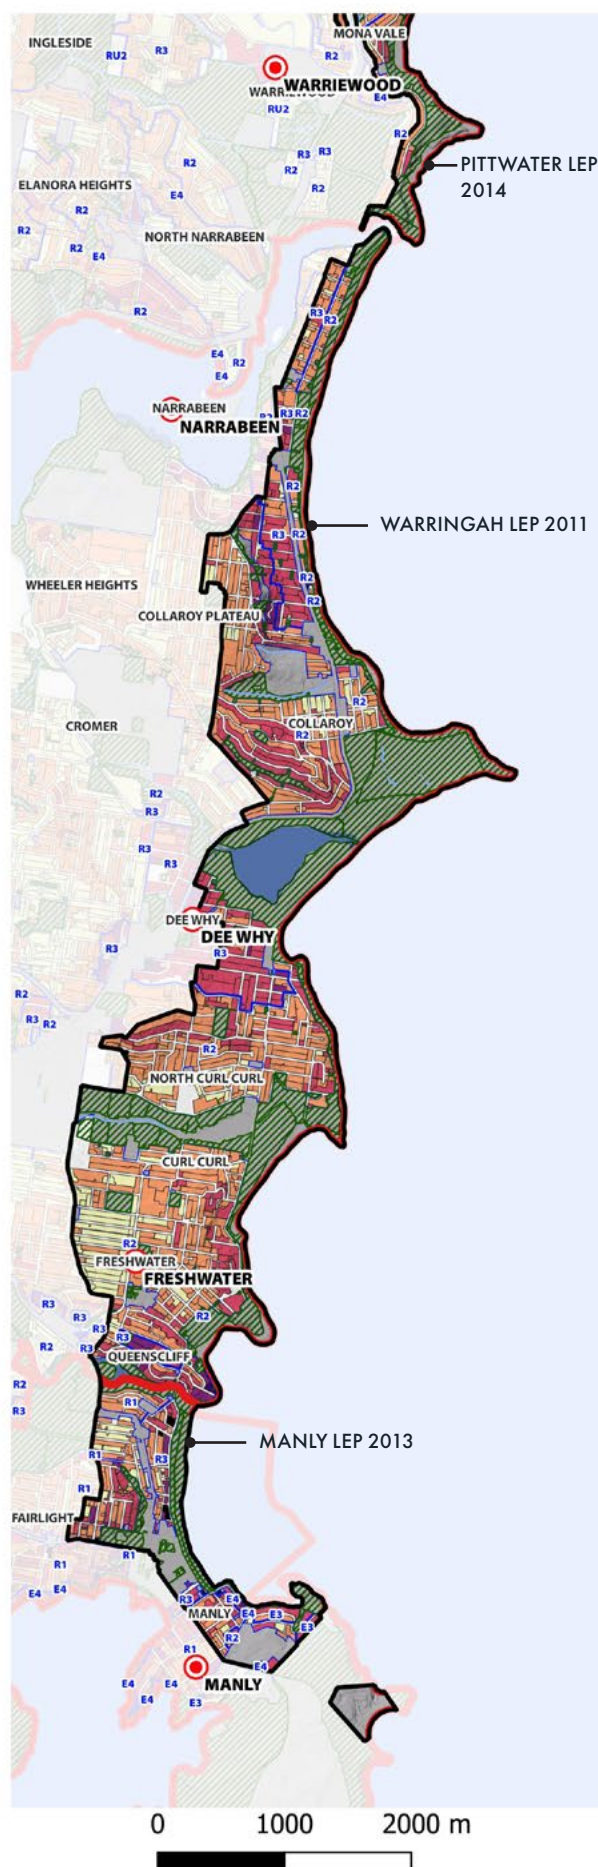 MONA VALE
INGLESIDE
RU2
R3
R2
WARRIEWOOD
WARRIEWOOD
E4
RU2
R2
R3
R3
R2
R2
R2
PITTWATER LEP
2014
ELANORA HEIGHTS
E4
R2
R2
NORTH NARRABEEN
R2
E4
R2
R3
R2
E4
R2
E4
NARRABEEN
R3
R2
NARRABEEN
R2
WARRINGAH LEP 2011
R3
R2
R2
WHEELER HEIGHTS
R2
COLLAROY PLATEAU
R2
CROMER
COLLAROY
R2
R2
R3
R3
R3
DEE WHY
DEE WHY
R3
R3
R2
R3
R2
R2
NORTH CURL CURL
CURL CURL
R2
FRESHWATER
FRESHWATER
R3
R3
R2
R3
R3
R2
R3
QUEENSCLIFF
R2
R3
R1
MANLY LEP 2013
R1
R3
R1
FAIRLIGHT
R1
R1
E4
E4
R3
E4
MANLY
E4
E3
E3
R2
R1
E4
MANLY
E4
E4
E4
E3
0 1000 2000 m